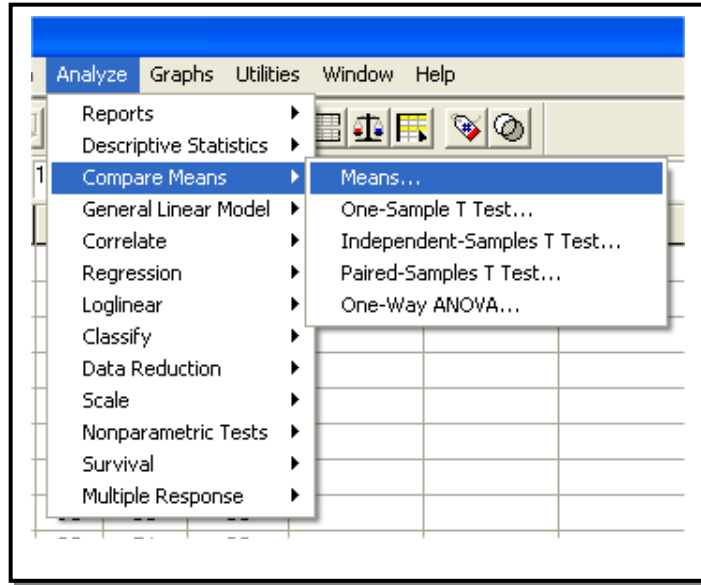 Analyze Graphs Utilities Window Help
Reports
Descriptive Statistics
1
Compare Means
Means...
General Linear Model
One-Sample T Test...
Correlate
Independent-Samples T Test...
Regression
Paired-Samples T Test...
Loglinear
One-Way ANOVA...
Classify
Data Reduction
Scale
Nonparametric Tests
Survival
Multiple Response